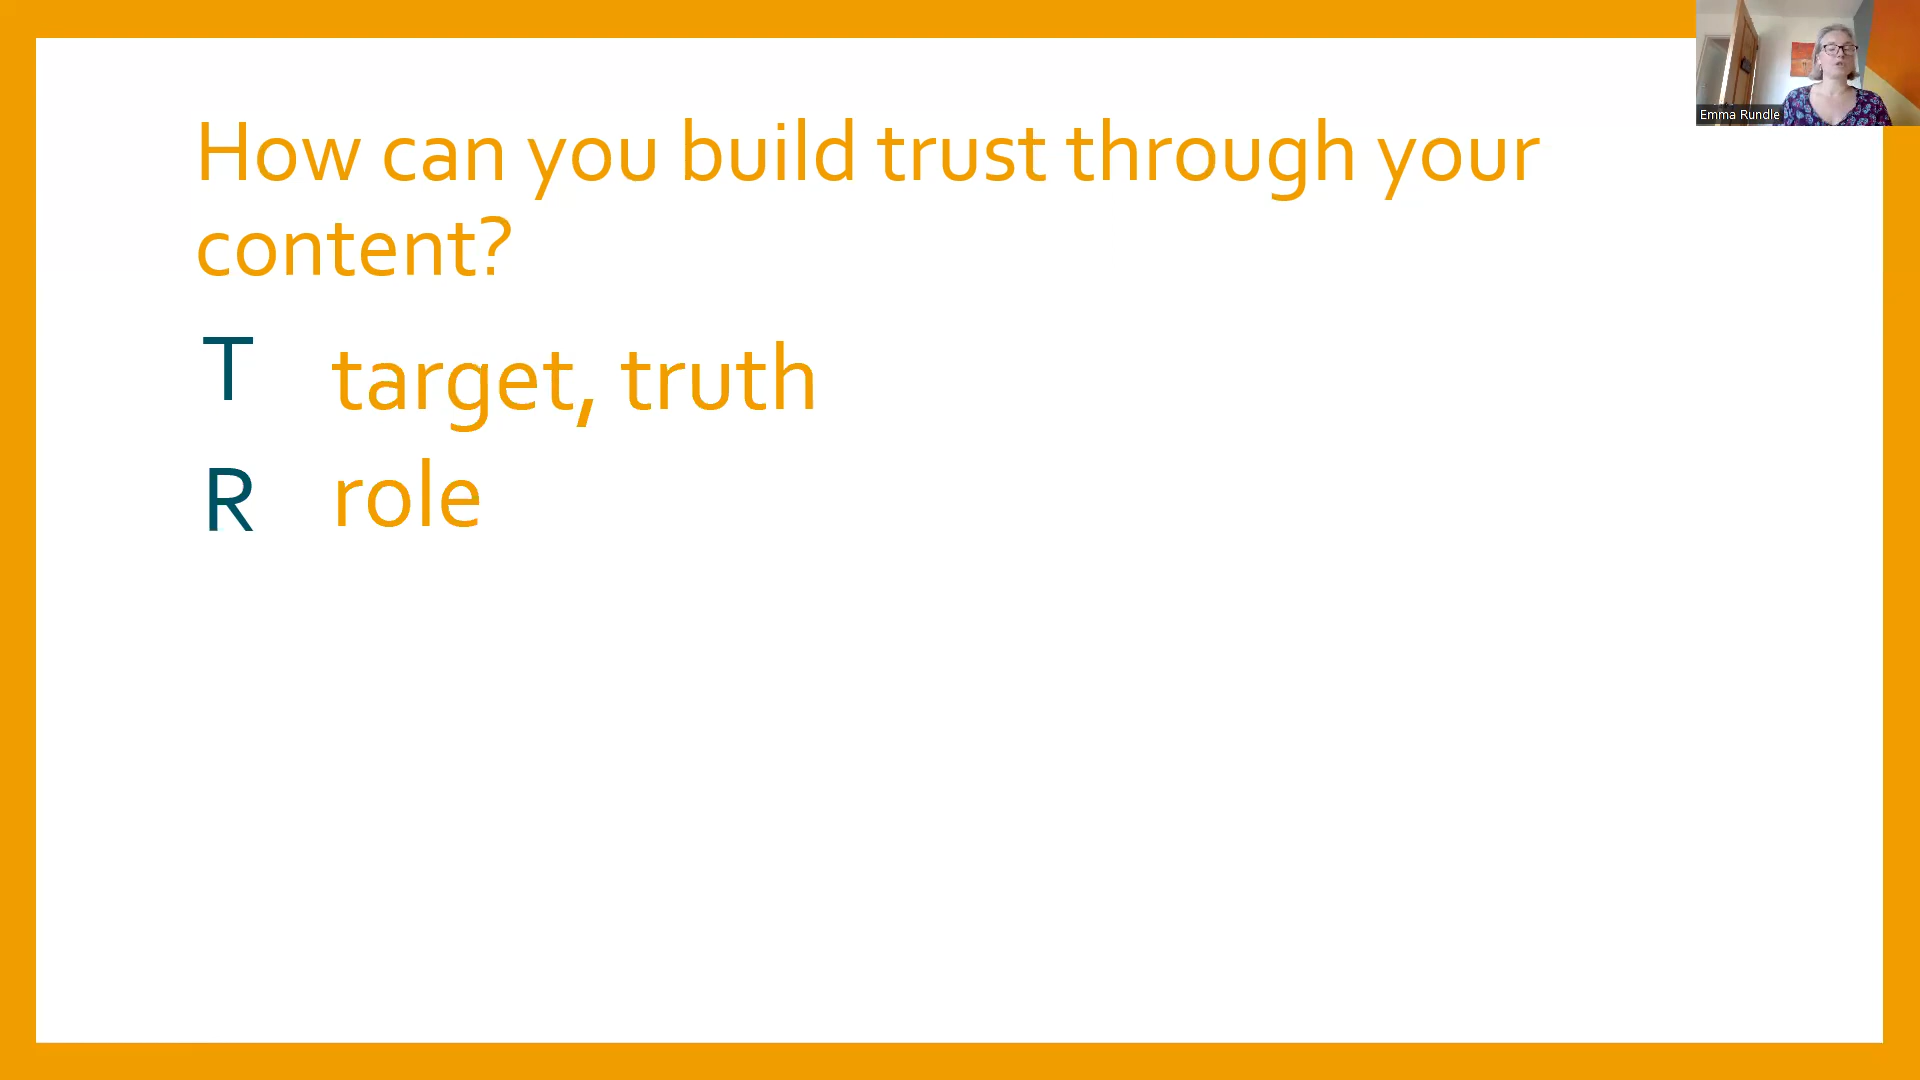 Emma Rundle
How can you build trust through your
content?
T target, truth
R role